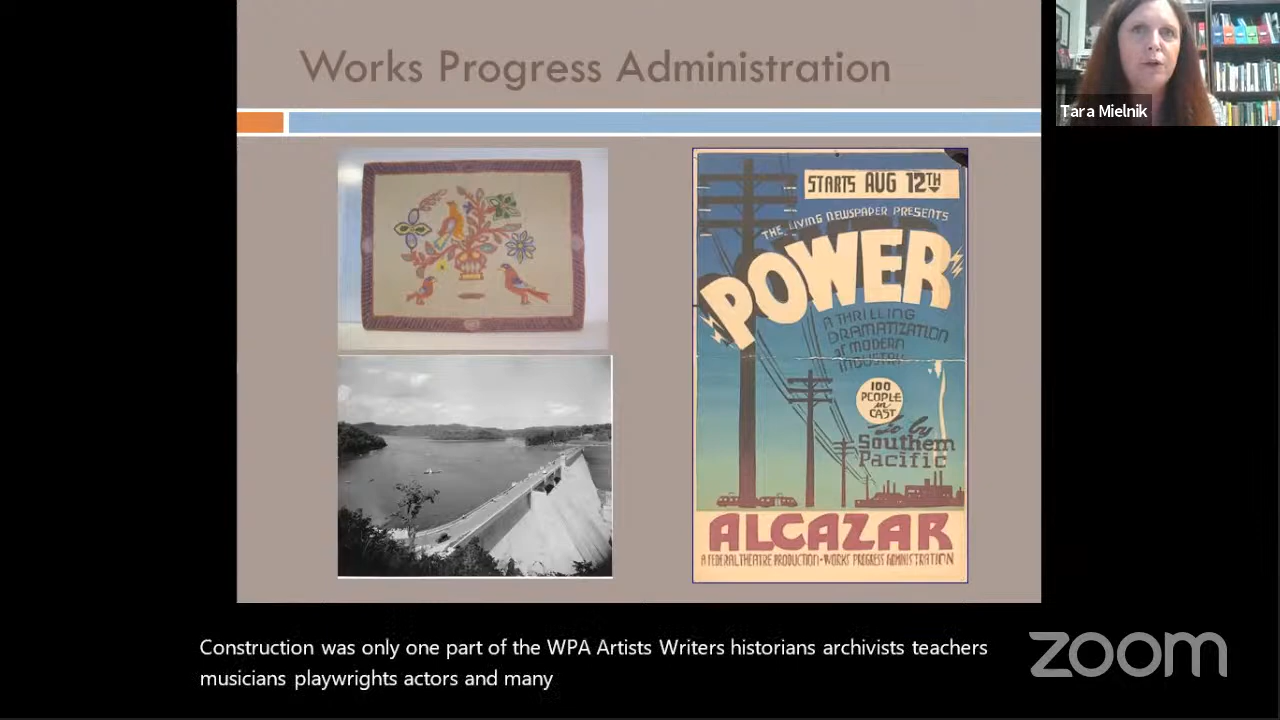 Works Progress Administration
Tara Mielnik
STARTS AUG 12TH
THE LIVING NEWSPAPER PRESENTS
POWER
A THRILLING
DRAMATIZATION
of MODERN
INDUSTRY
100
PEOPLE
in
CAST
Go by
Southern
Pacific
ALCAZAR
A FEDERAL THEATRE PRODUCTION-WORKS PROGRESS ADMINISTRATION
Construction was only one part of the WPA Artists Writers historians archivists teachers
musicians playwrights actors and many
zoom